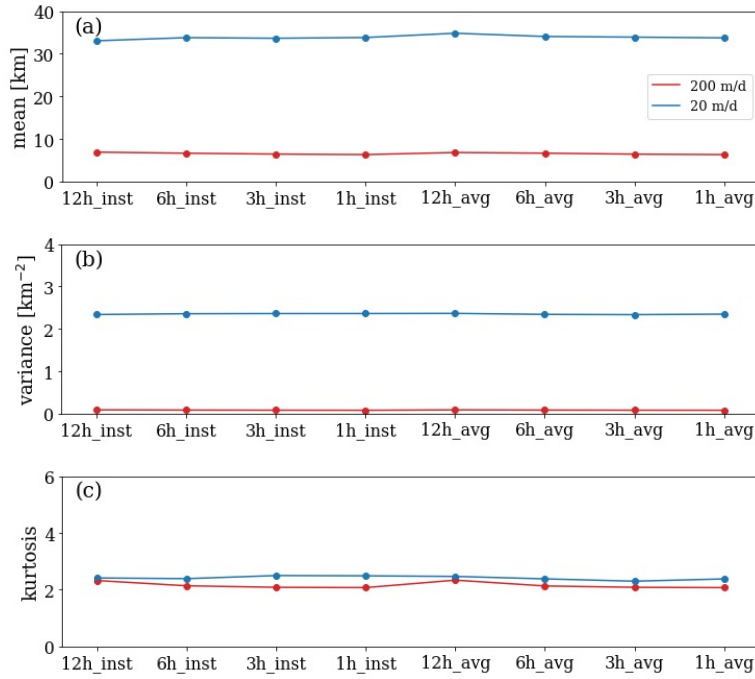 (a)
mean [km]
40
30
20
10
0
200 m/d
20 m/d
12h_inst 6h_inst 3h_inst 1h_inst 12h_avg 6h_avg 3h_avg 1h_avg
(b)
variance [km⁻²]
4
3
2
1
0
12h_inst 6h_inst 3h_inst 1h_inst 12h_avg 6h_avg 3h_avg 1h_avg
(c)
kurtosis
6
4
2
0
12h_inst 6h_inst 3h_inst 1h_inst 12h_avg 6h_avg 3h_avg 1h_avg